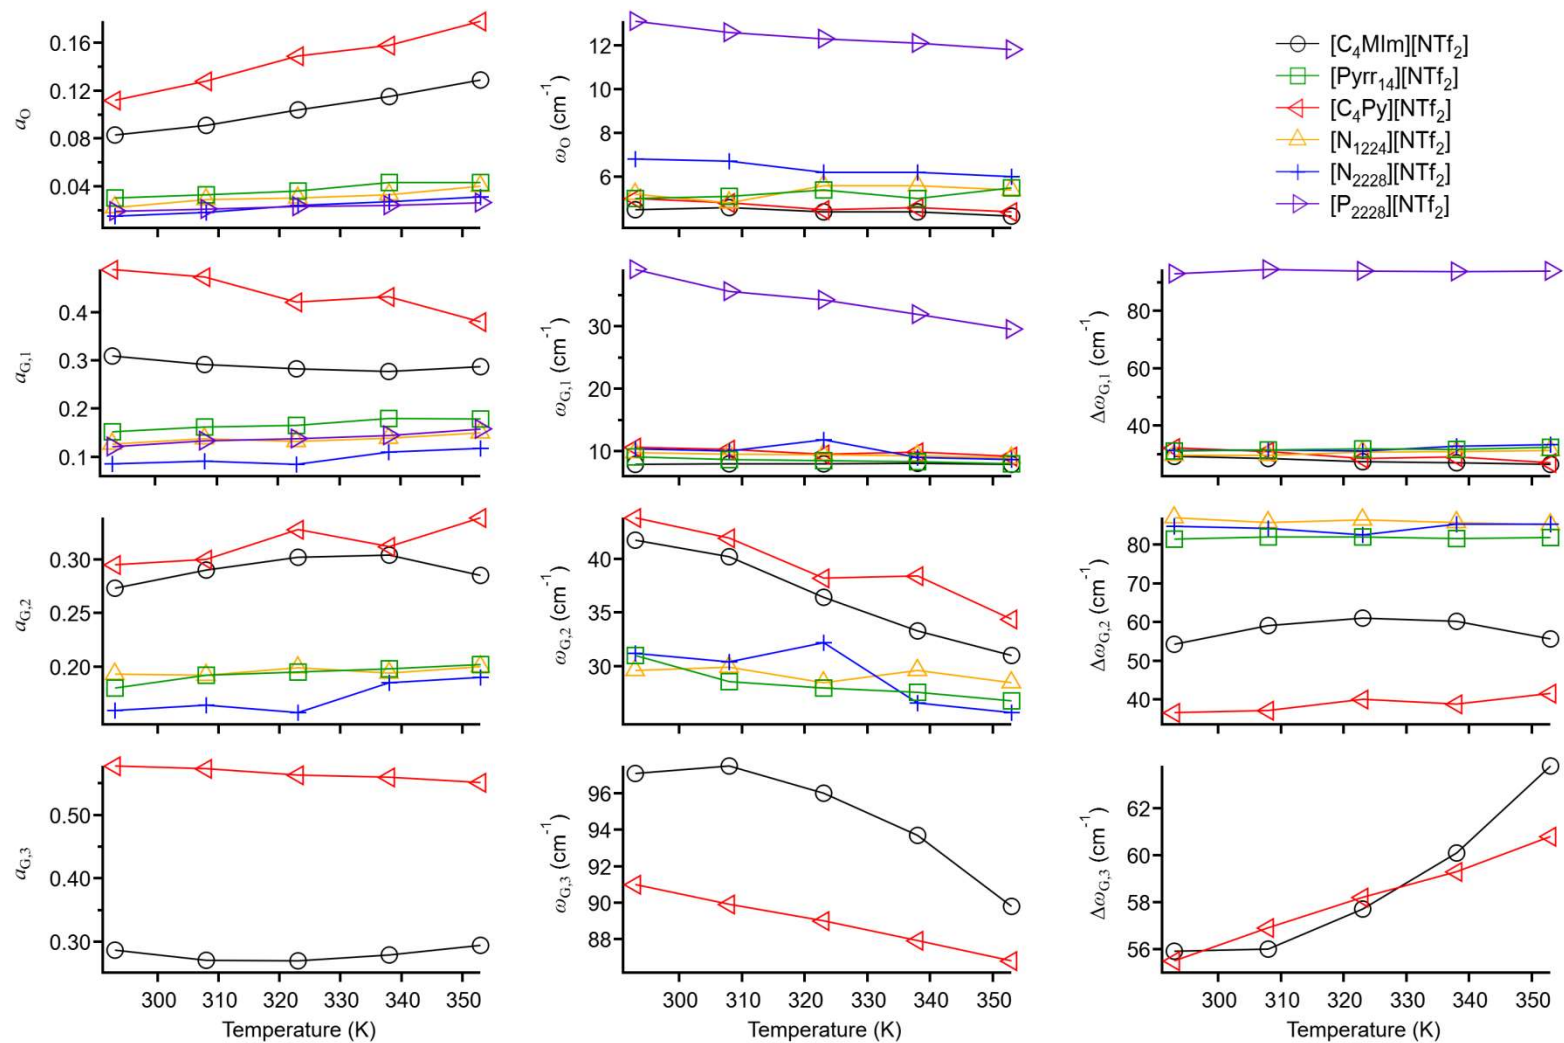 a_O
0.16
0.12
0.08
0.04
ω_O (cm⁻¹)
12
10
8
6
[C₄MIm][NTf₂]
[Pyrr₁₄][NTf₂]
[C₄Py][NTf₂]
[N₁₂₂₄][NTf₂]
[N₂₂₂₈][NTf₂]
[P₂₂₂₈][NTf₂]
a_G,1
0.4
0.3
0.2
0.1
ω_G,1 (cm⁻¹)
30
20
10
Δω_G,1 (cm⁻¹)
80
60
40
a_G,2
0.30
0.25
0.20
ω_G,2 (cm⁻¹)
40
35
30
Δω_G,2 (cm⁻¹)
80
70
60
50
40
a_G,3
0.50
0.40
0.30
ω_G,3 (cm⁻¹)
96
94
92
90
88
Δω_G,3 (cm⁻¹)
62
60
58
56
300 310 320 330 340 350
Temperature (K)
300 310 320 330 340 350
Temperature (K)
300 310 320 330 340 350
Temperature (K)